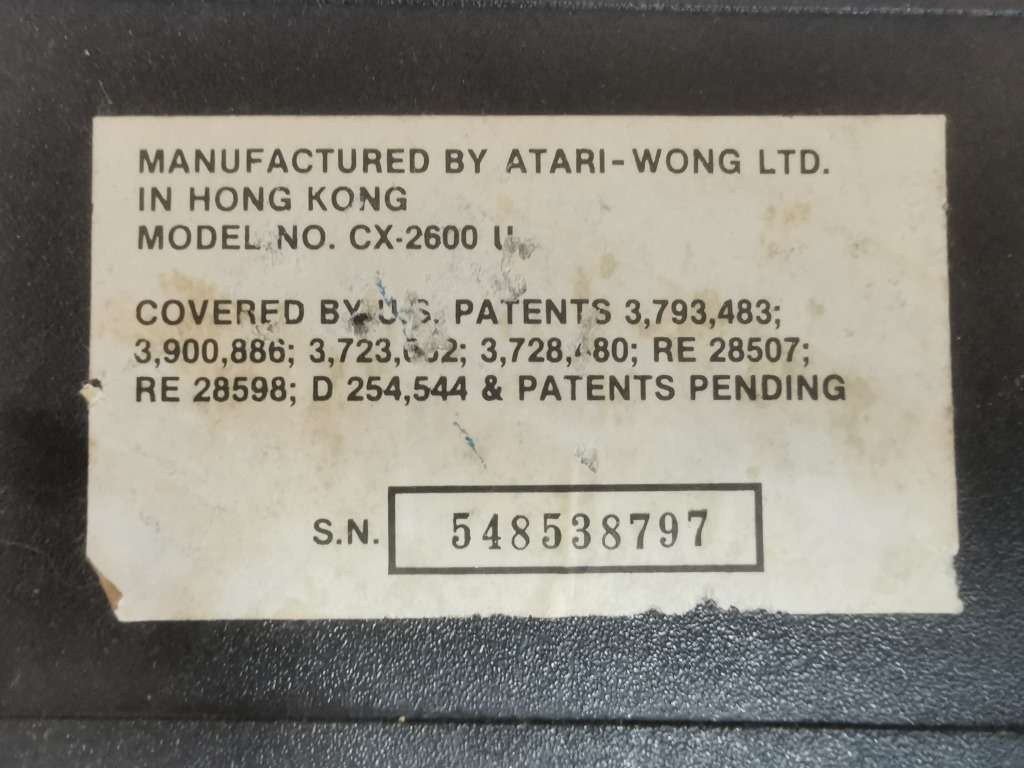 MANUFACTURED BY ATARI-WONG LTD.
IN HONG KONG
MODEL NO. CX-2600
COVERED BY U.S. PATENTS 3,793,483;
3,900,886; RE 28507;
RE 28598; D 254,544 & PATENTS PENDING
S.N. 548538797